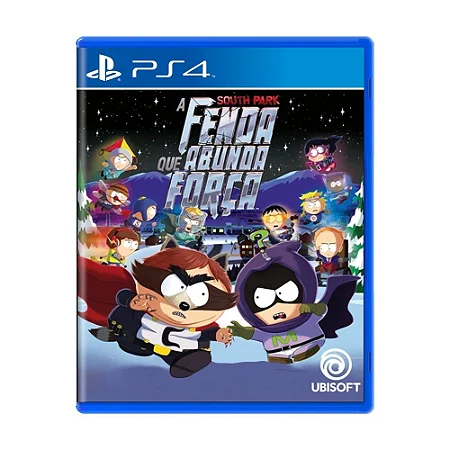 PS4
SOUTH PARK
A
FENDA
QUE ABUNDA
FORÇA
M
UBISOFT